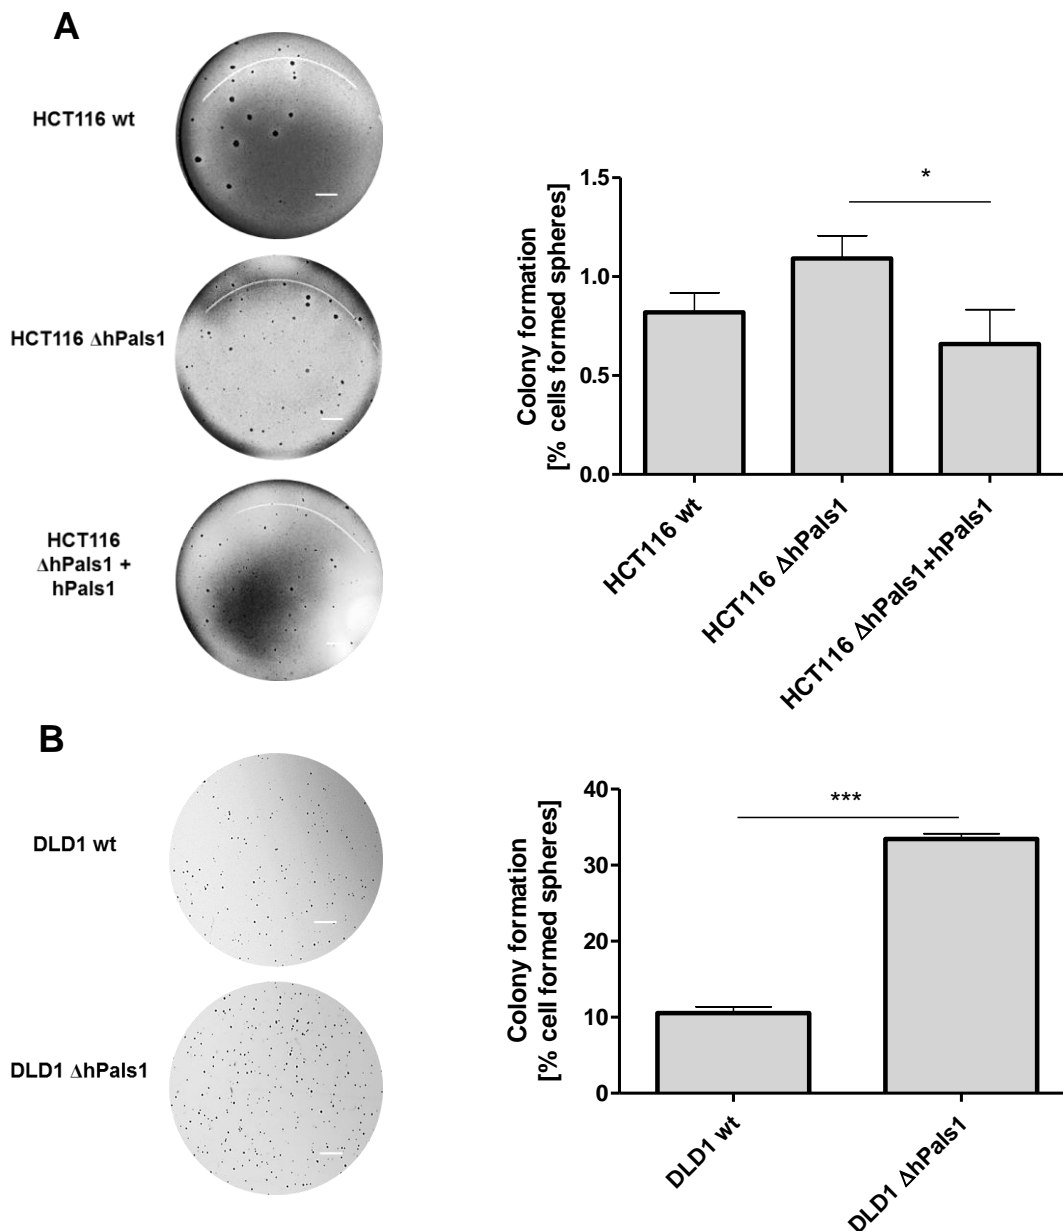 A
HCT116 wt
HCT116 ΔhPals1
HCT116
ΔhPals1 +
hPals1
Colony formation
[% cells formed spheres]
1.5
1.0
0.5
0.0
*
HCT116 wt
HCT116 ΔhPals1
HCT116 ΔhPals1+hPals1
B
DLD1 wt
DLD1 ΔhPals1
Colony formation
[% cell formed spheres]
40
30
20
10
0
***
DLD1 wt
DLD1 ΔhPals1